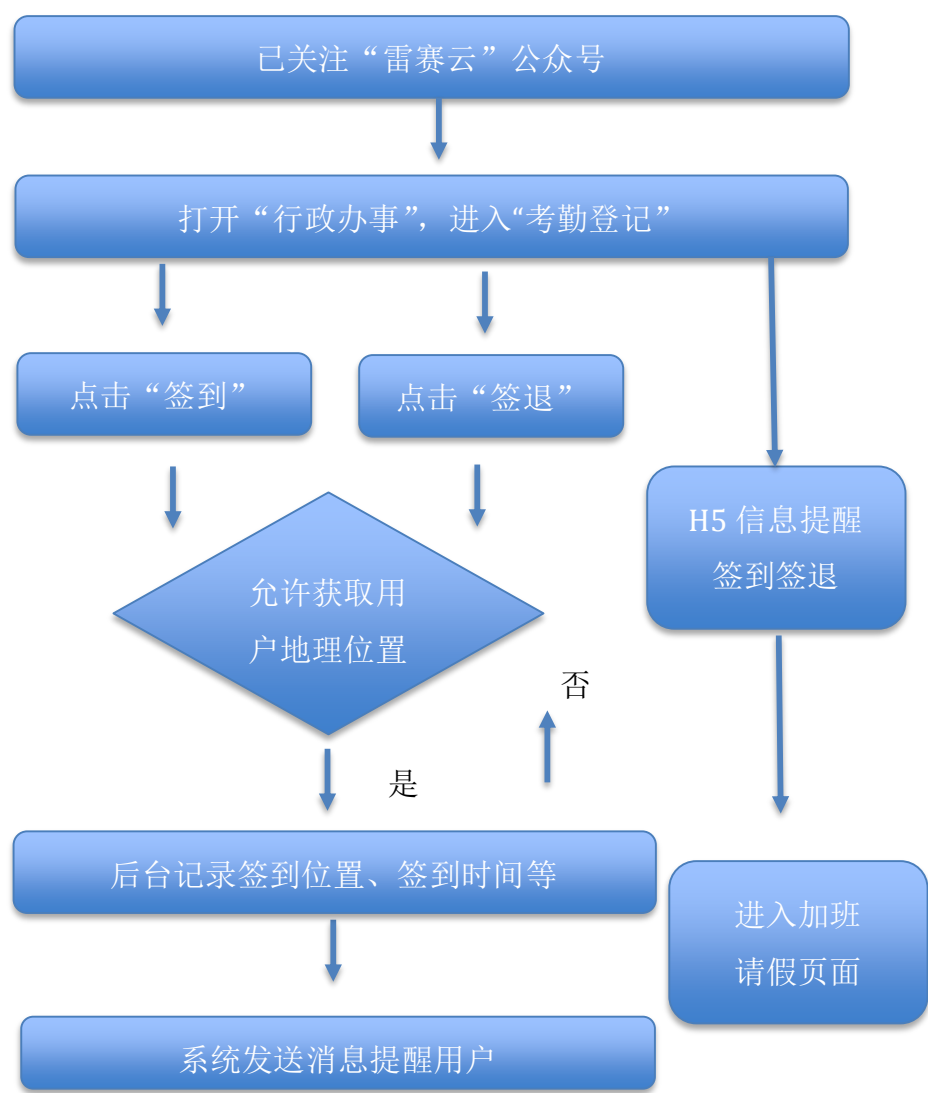 已关注“雷赛云”公众号
打开“行政办事”，进入“考勤登记”
点击“签到”
点击“签退”
H5 信息提醒
签到签退
允许获取用
户地理位置
否
是
后台记录签到位置、签到时间等
进入加班
请假页面
系统发送消息提醒用户